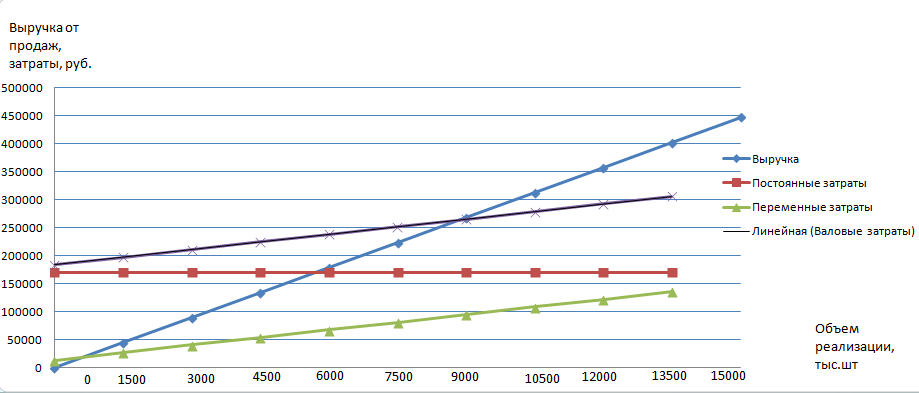 Выручка от
продаж,
затраты, руб.
500000
450000
400000
350000
300000
250000
200000
150000
100000
50000
0
0 1500 3000 4500 6000 7500 9000 10500 12000 13500 15000
Выручка
Постоянные затраты
Переменные затраты
Линейная (Валовые затраты)
Объем
реализации,
тыс.шт